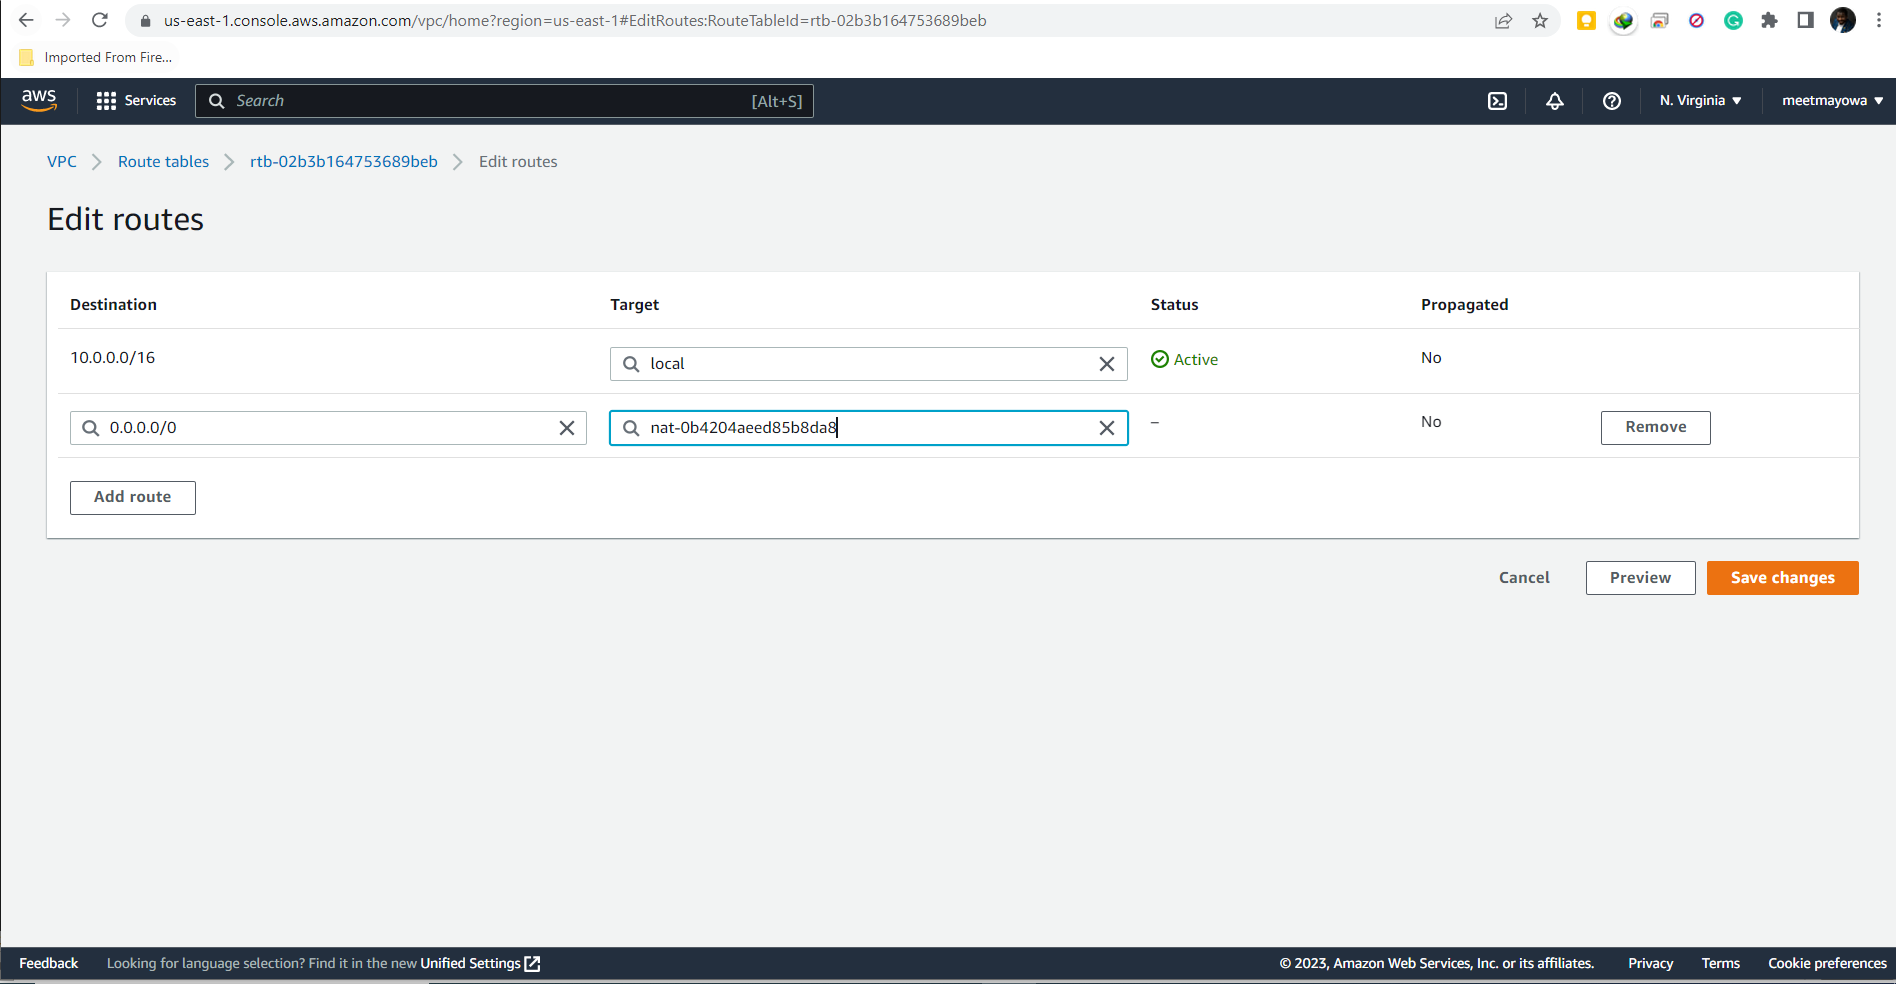 us-east-1.console.aws.amazon.com/vpc/home?region=us-east-1#EditRoutes:RouteTableId=rtb-02b3b164753689beb
Imported From Fire...
aws Services Search [Alt+S] N. Virginia meetmayowa
VPC Route tables rtb-02b3b164753689beb Edit routes
Edit routes
Destination Target Status Propagated
10.0.0.0/16 local Active No
0.0.0.0/0 nat-0b4204aeed85b8da8 – No Remove
Add route
Cancel Preview Save changes
Feedback Looking for language selection? Find it in the new Unified Settings © 2023, Amazon Web Services, Inc. or its affiliates. Privacy Terms Cookie preferences